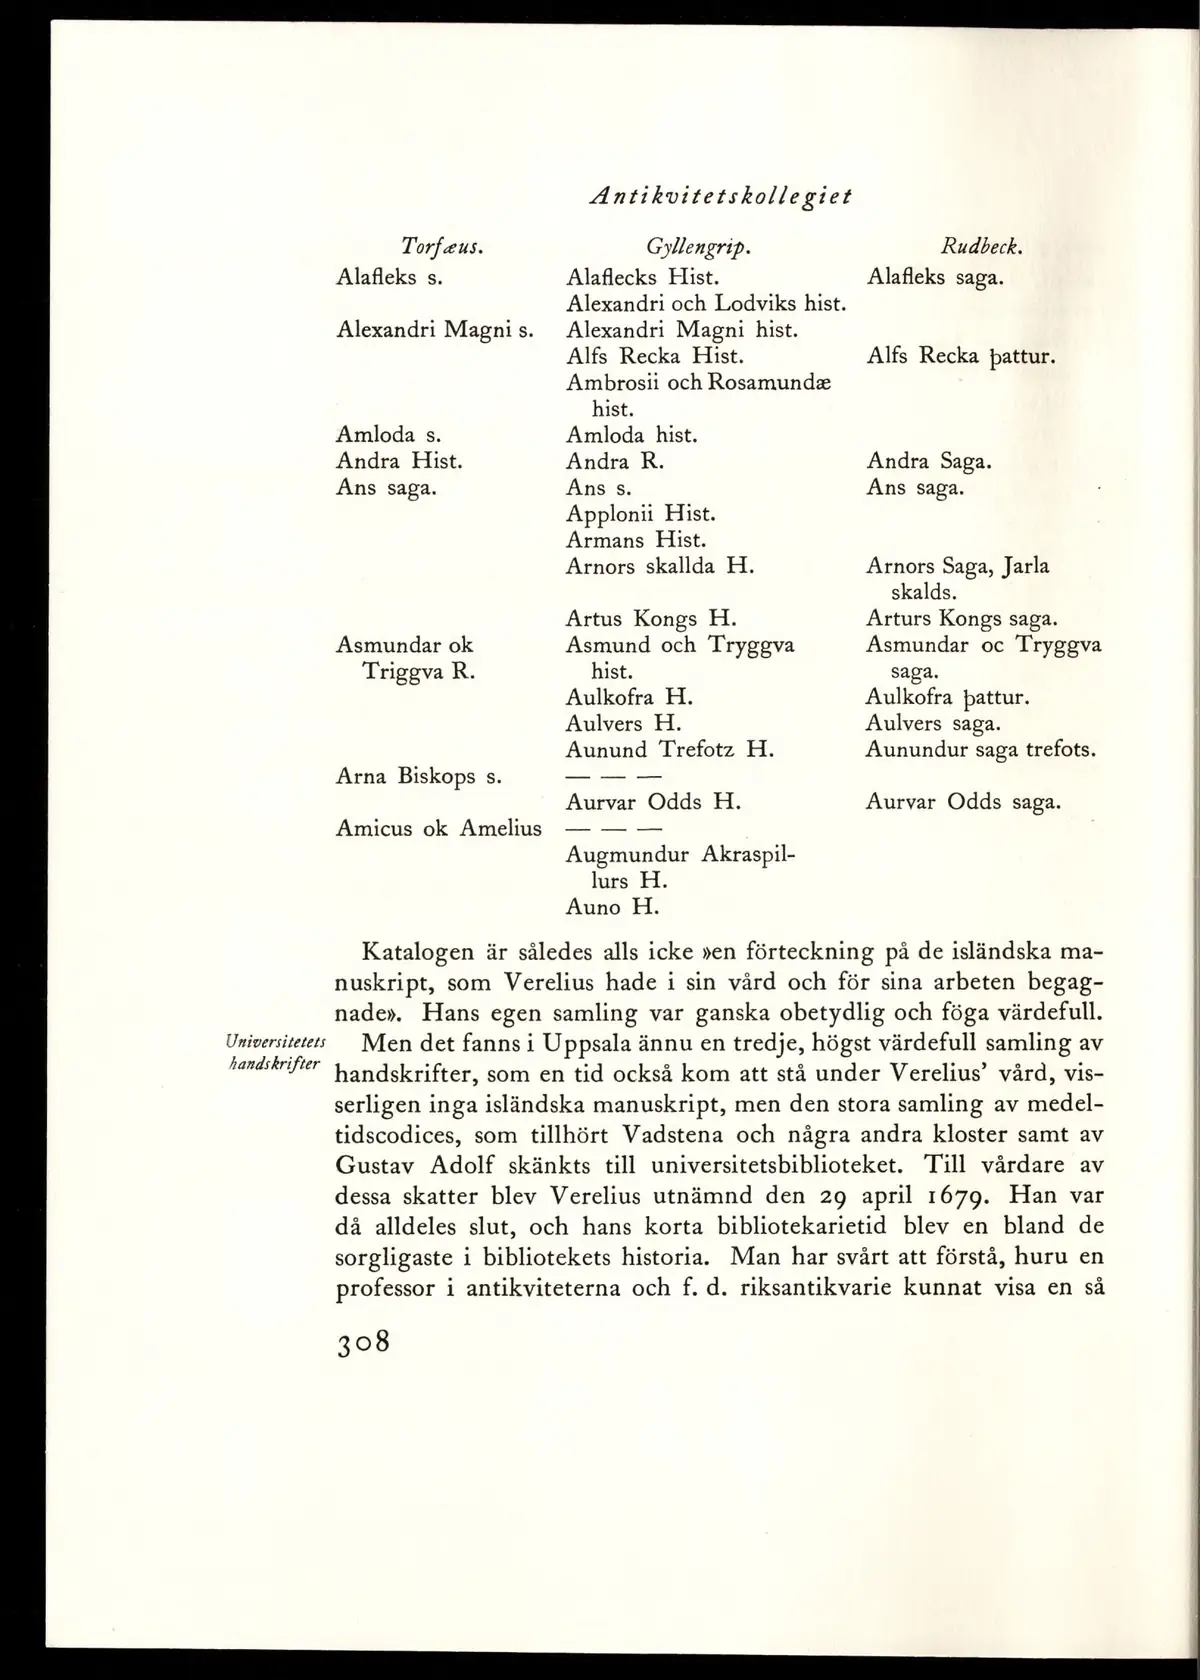 Antikvitetskollegiet
Torfæus. Gyllengrip. Rudbeck.
Alafleks s. Alaflecks Hist. Alafleks saga.
Alexandri och Lodviks hist.
Alexandri Magni s. Alexandri Magni hist.
Alfs Recka Hist. Alfs Recka þattur.
Ambrosii och Rosamundæ
hist.
Amloda s. Amloda hist.
Andra Hist. Andra R. Andra Saga.
Ans saga. Ans s. Ans saga.
Applonii Hist.
Armans Hist.
Arnors skallda H. Arnors Saga, Jarla
skalds.
Artus Kongs H. Arturs Kongs saga.
Asmundar ok Asmund och Tryggva Asmundar oc Tryggva
Triggva R. hist. saga.
Aulkofra H. Aulkofra þattur.
Aulvers H. Aulvers saga.
Aunund Trefotz H. Aunundur saga trefots.
Arna Biskops s. — — —
Aurvar Odds H. Aurvar Odds saga.
Amicus ok Amelius — — —
Augmundur Akraspil-
lurs H.
Auno H.
Katalogen är således alls icke »en förteckning på de isländska ma-
nuskript, som Verelius hade i sin vård och för sina arbeten begag-
nade». Hans egen samling var ganska obetydlig och föga värdefull.
Universitetets
handskrifter
Men det fanns i Uppsala ännu en tredje, högst värdefull samling av
handskrifter, som en tid också kom att stå under Verelius’ vård, vis-
serligen inga isländska manuskript, men den stora samling av medel-
tidscodices, som tillhört Vadstena och några andra kloster samt av
Gustav Adolf skänkts till universitetsbiblioteket. Till vårdare av
dessa skatter blev Verelius utnämnd den 29 april 1679. Han var
då alldeles slut, och hans korta bibliotekarietid blev en bland de
sorgligaste i bibliotekets historia. Man har svårt att förstå, huru en
professor i antikviteterna och f. d. riksantikvarie kunnat visa en så
308